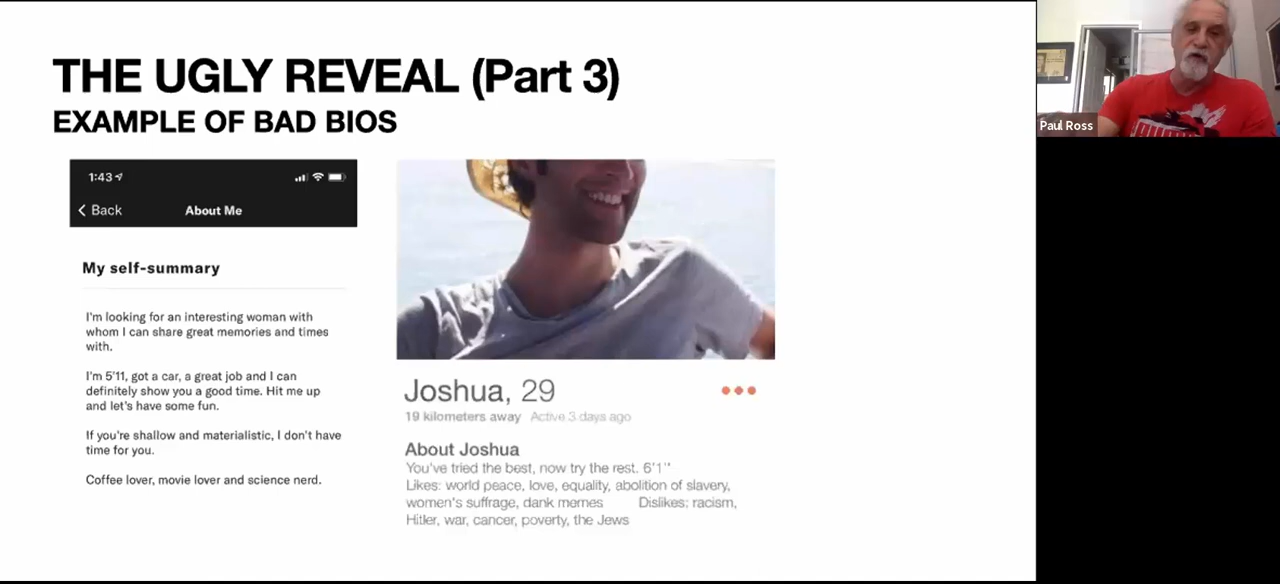 THE UGLY REVEAL (Part 3)
EXAMPLE OF BAD BIOS
1:43
Back
About Me
My self-summary
I'm looking for an interesting woman with
whom I can share great memories and times
with.
I'm 5'11, got a car, a great job and I can
definitely show you a good time. Hit me up
and let's have some fun.
If you're shallow and materialistic, I don't have
time for you.
Coffee lover, movie lover and science nerd.
Joshua, 29
19 kilometers away Active 3 days ago
About Joshua
You've tried the best, now try the rest. 6'1''
Likes: world peace, love, equality, abolition of slavery,
women's suffrage, dank memes Dislikes: racism,
Hitler, war, cancer, poverty, the Jews
Paul Ross